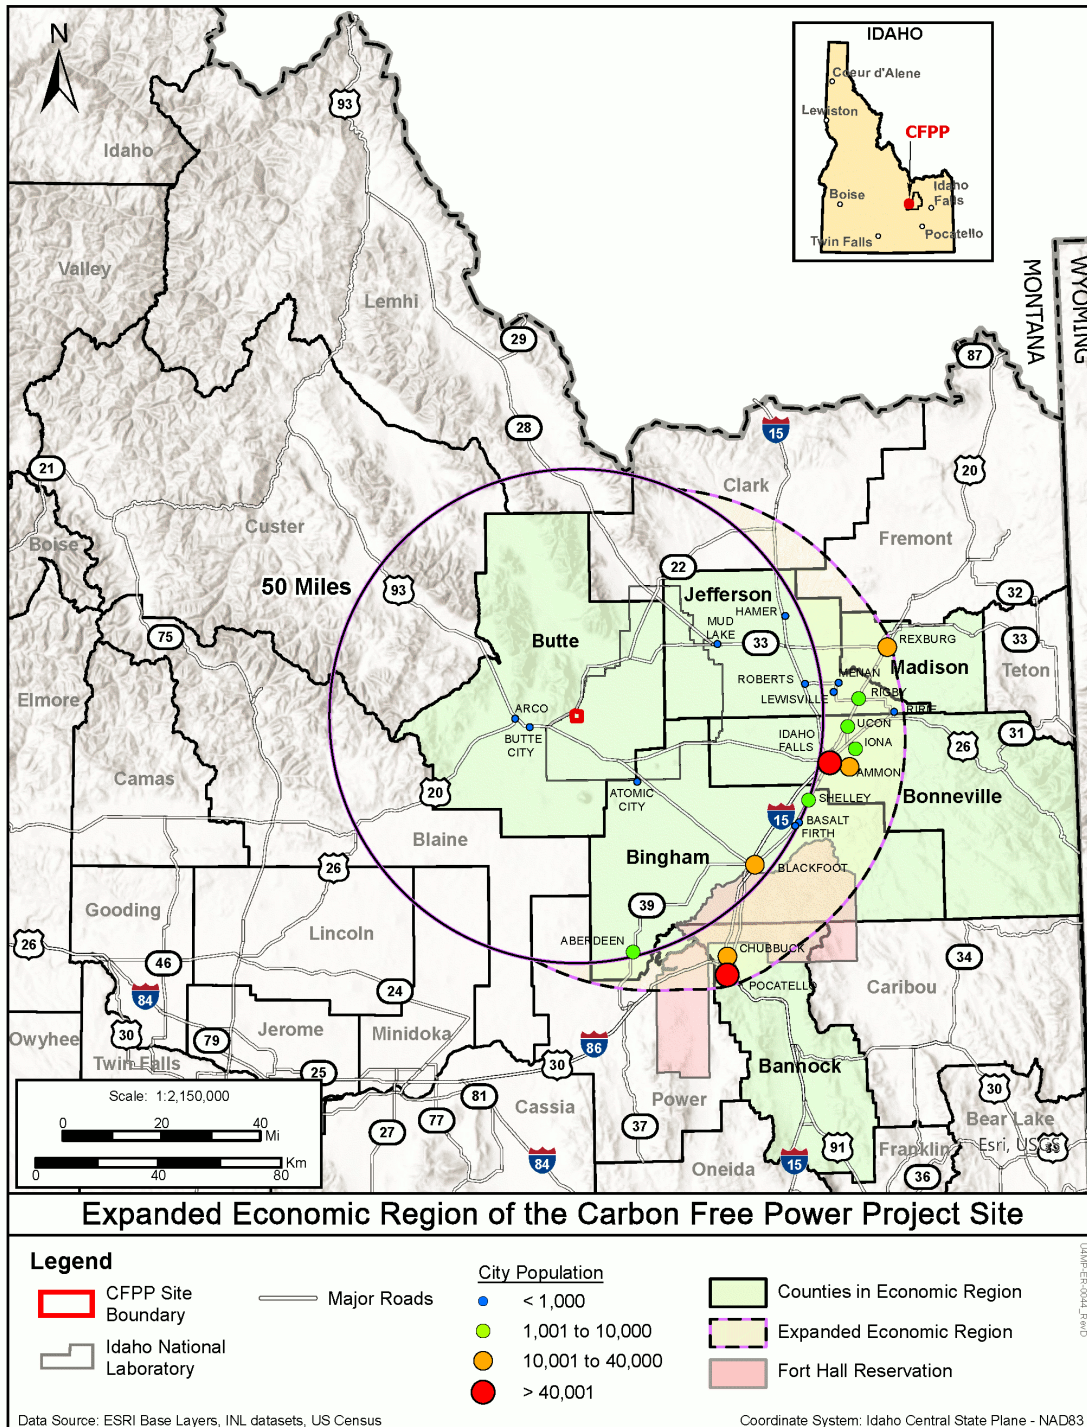 N
IDAHO
Coeur d'Alene
Lewiston
CFPP
Boise
Idaho
Falls
Twin Falls
Pocatello
93
Idaho
Valley
Lemhi
MONTANA
WYOMING
29
87
28
15
21
20
Clark
Custer
Boise
Fremont
50 Miles
93
22
Jefferson
32
HAMER
75
MUD
LAKE
33
REXBURG
33
Butte
Madison
Teton
MENAN
ROBERTS
LEWISVILLE
RIGBY
Elmore
ARCO
RIRIE
BUTTE
CITY
UCON
31
IDAHO
FALLS
IONA
26
Camas
AMMON
20
ATOMIC
CITY
SHELLEY
Bonneville
15
BASALT
FIRTH
Blaine
26
Bingham
BLACKFOOT
Gooding
39
Lincoln
26
ABERDEEN
CHUBBUCK
46
34
POCATELLO
84
24
Caribou
30
Jerome
Minidoka
Owyhee
79
86
Twin Falls
30
Bannock
25
Scale: 1:2,150,000
81
Cassia
Power
30
0 20 40
Mi
77
Bear Lake
27
37
Km
0 40 80
84
Oneida
15
91
Franklin
Esri, USGS
36
Expanded Economic Region of the Carbon Free Power Project Site
Legend
CFPP Site
Boundary
Idaho National
Laboratory
Major Roads
City Population
< 1,000
1,001 to 10,000
10,001 to 40,000
> 40,001
Counties in Economic Region
Expanded Economic Region
Fort Hall Reservation
U4MP-ER-0044_RevD
Data Source: ESRI Base Layers, INL datasets, US Census
Coordinate System: Idaho Central State Plane - NAD83